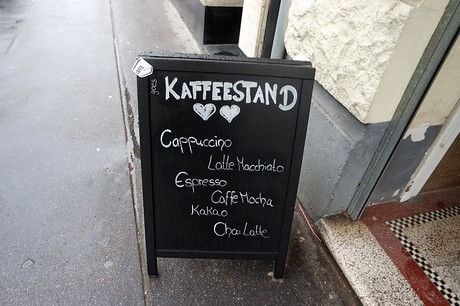 KAFFEESTAND
Cappuccino
Latte Macchiato
Espresso
Caffe Mocha
Kakao
Chai Latte